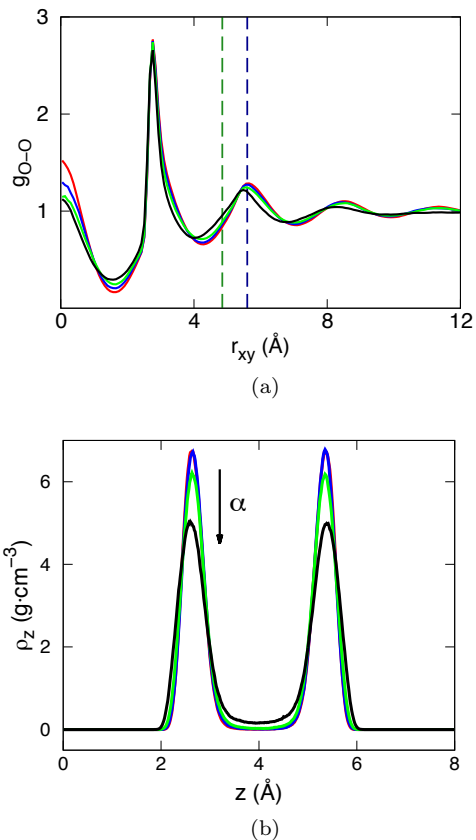 3
2
1
g_O–O
0 4 8 12
r_xy (Å)
(a)
6
4
2
0
ρ_z (g·cm⁻³)
α
0 2 4 6 8
z (Å)
(b)